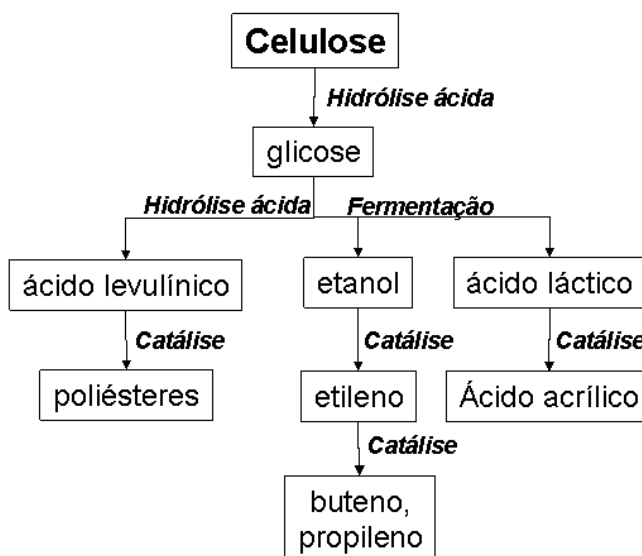 Celulose
Hidrólise ácida
glicose
Hidrólise ácida
Fermentação
ácido levulínico
etanol
ácido láctico
Catálise
Catálise
Catálise
poliésteres
etileno
Ácido acrílico
Catálise
buteno,
propileno